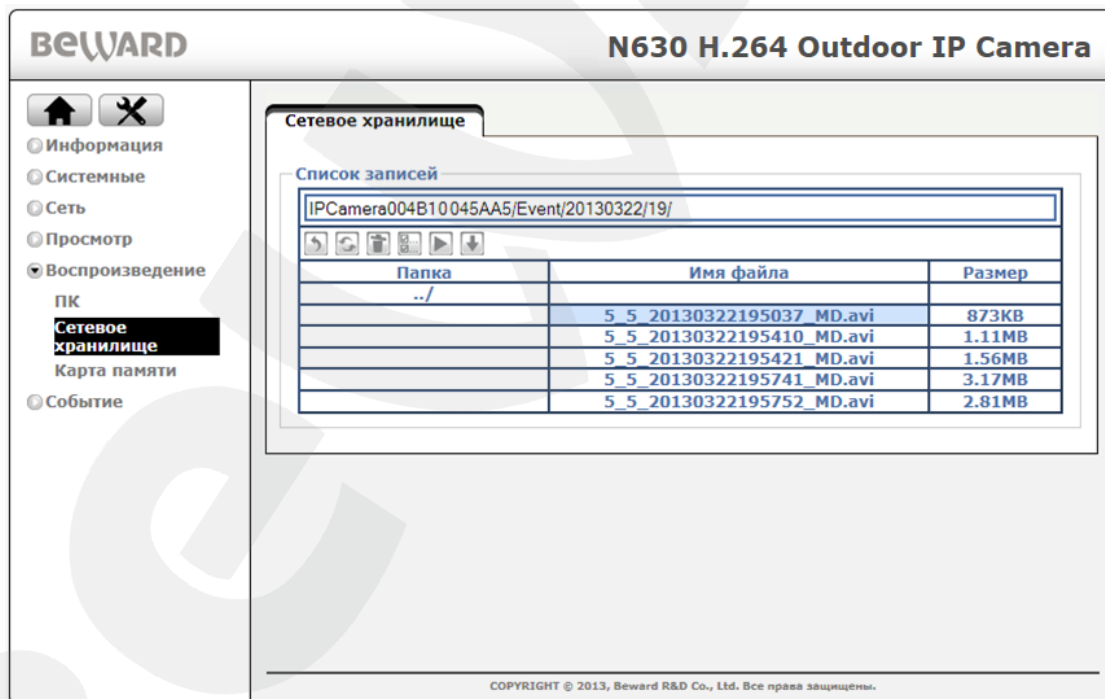 BEWARD
N630 H.264 Outdoor IP Camera
Информация
Системные
Сеть
Просмотр
Воспроизведение
ПК
Сетевое
хранилище
Карта памяти
Событие
Сетевое хранилище
Список записей
IPCamera004B10045AA5/Event/20130322/19/
Папка Имя файла Размер
../
5_5_20130322195037_MD.avi 873KB
5_5_20130322195410_MD.avi 1.11MB
5_5_20130322195421_MD.avi 1.56MB
5_5_20130322195741_MD.avi 3.17MB
5_5_20130322195752_MD.avi 2.81MB
COPYRIGHT © 2013, Beward R&D Co., Ltd. Все права защищены.